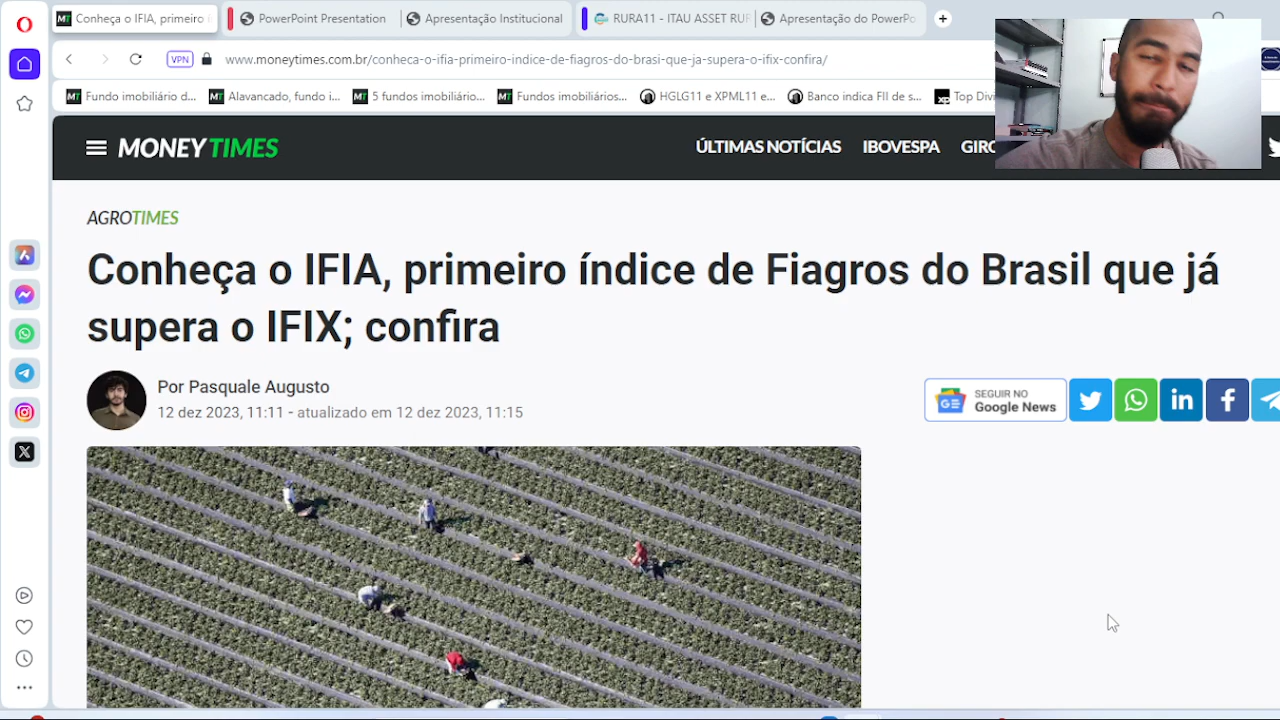 Conheça o IFIA, primeiro í
PowerPoint Presentation
Apresentação Institucional
RURA11 - ITAU ASSET RUR
Apresentação do PowerPo
VPN
www.moneytimes.com.br/conheca-o-ifia-primeiro-indice-de-fiagros-do-brasi-que-ja-supera-o-ifix-confira/
Fundo imobiliário d...
Alavancado, fundo i...
5 fundos imobiliário...
Fundos imobiliários...
HGLG11 e XPML11 e...
Banco indica FII de s...
Top Divi
MONEY TIMES
ÚLTIMAS NOTÍCIAS
IBOVESPA
GIRO
AGROTIMES
Conheça o IFIA, primeiro índice de Fiagros do Brasil que já
supera o IFIX; confira
Por Pasquale Augusto
12 dez 2023, 11:11 - atualizado em 12 dez 2023, 11:15
SEGUIR NO
Google News